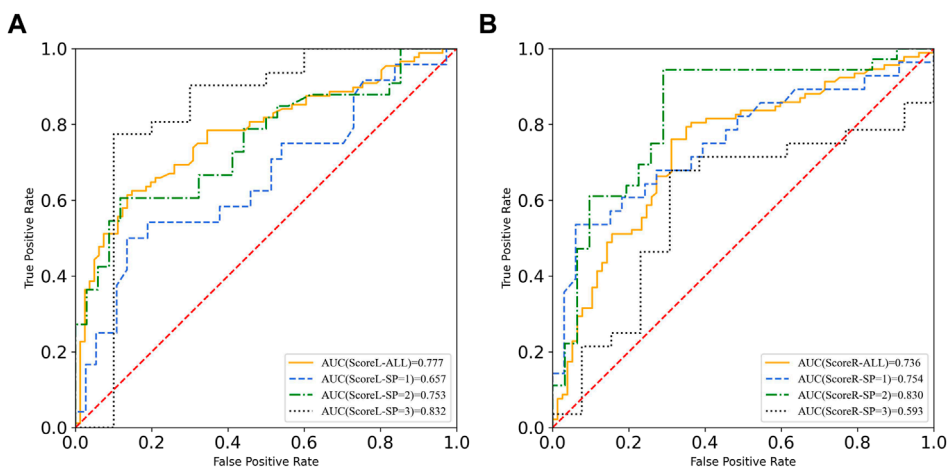 A
B
1.0
0.8
0.6
0.4
0.2
0.0
True Positive Rate
0.0 0.2 0.4 0.6 0.8 1.0
False Positive Rate
AUC(ScoreL-ALL)=0.777
AUC(ScoreL-SP=1)=0.657
AUC(ScoreL-SP=2)=0.753
AUC(ScoreL-SP=3)=0.832
1.0
0.8
0.6
0.4
0.2
0.0
True Positive Rate
0.0 0.2 0.4 0.6 0.8 1.0
False Positive Rate
AUC(ScoreR-ALL)=0.736
AUC(ScoreR-SP=1)=0.754
AUC(ScoreR-SP=2)=0.830
AUC(ScoreR-SP=3)=0.593